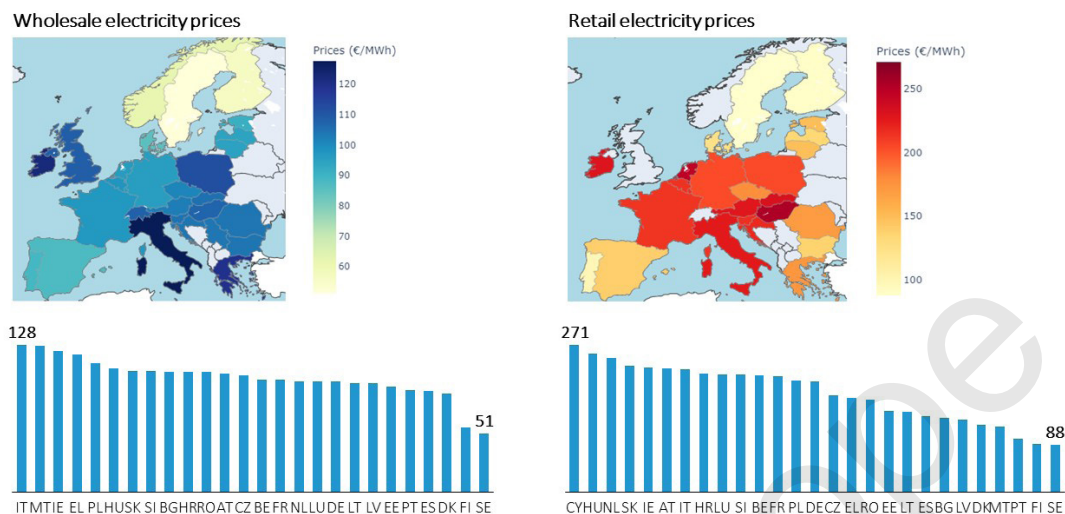 Wholesale electricity prices
Prices (€/MWh)
120
110
100
90
80
70
60
128
51
IT MT IE EL PL HU SK SI BG HR RO AT CZ BE FR NL LU DE LT LV EE PT ES DK FI SE
Retail electricity prices
Prices (€/MWh)
250
200
150
100
271
88
CY HU NL SK IE AT IT HR LU SI BE FR PL DE CZ EL RO EE LT ES BG LV DK MT PT FI SE